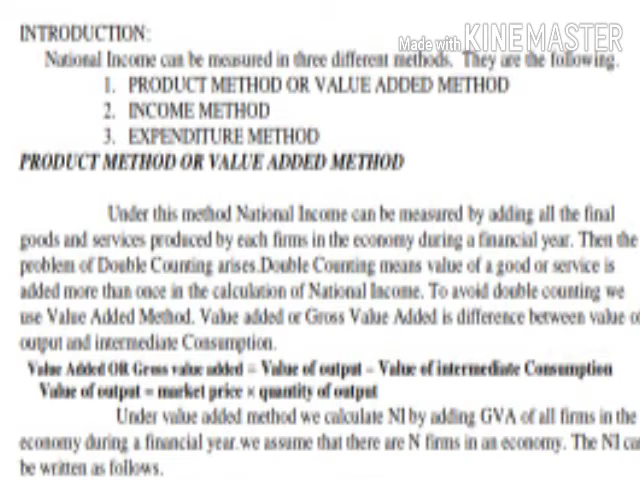 INTRODUCTION:
Made with KINEMASTER
National Income can be measured in three different methods. They are the following.
1. PRODUCT METHOD OR VALUE ADDED METHOD
2. INCOME METHOD
3. EXPENDITURE METHOD
PRODUCT METHOD OR VALUE ADDED METHOD
Under this method National Income can be measured by adding all the final
goods and services produced by each firms in the economy during a financial year. Then the
problem of Double Counting arises.Double Counting means value of a good or service is
added more than once in the calculation of National Income. To avoid double counting we
use Value Added Method. Value added or Gross Value Added is difference between value of
output and intermediate Consumption.
Value Added OR Gross value added = Value of output – Value of intermediate Consumption
Value of output = market price × quantity of output
Under value added method we calculate NI by adding GVA of all firms in the
economy during a financial year.we assume that there are N firms in an economy. The NI can
be written as follows.